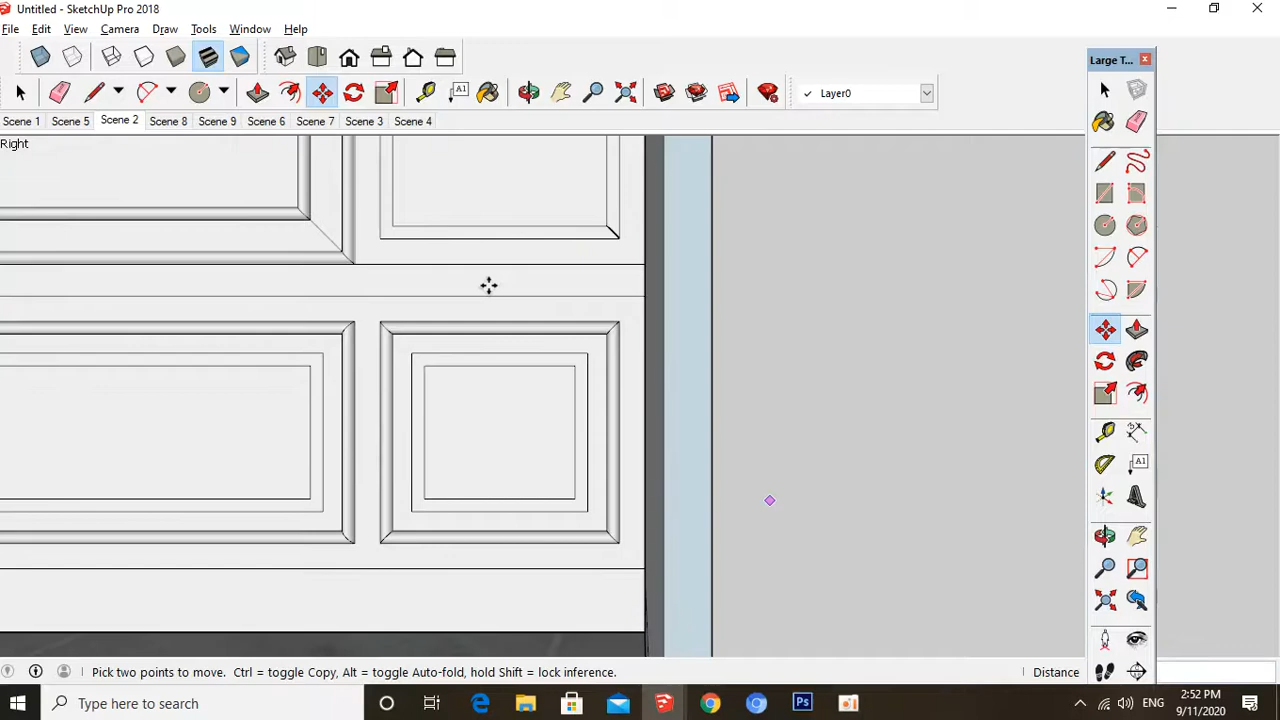 Untitled - SketchUp Pro 2018
File Edit View Camera Draw Tools Window Help
Layer0
Large T...
Scene 1 Scene 5 Scene 2 Scene 8 Scene 9 Scene 6 Scene 7 Scene 3 Scene 4
Right
A1
A1
Pick two points to move. Ctrl = toggle Copy, Alt = toggle Auto-fold, hold Shift = lock inference.
Distance
Type here to search
Ps
ENG
2:52 PM
9/11/2020